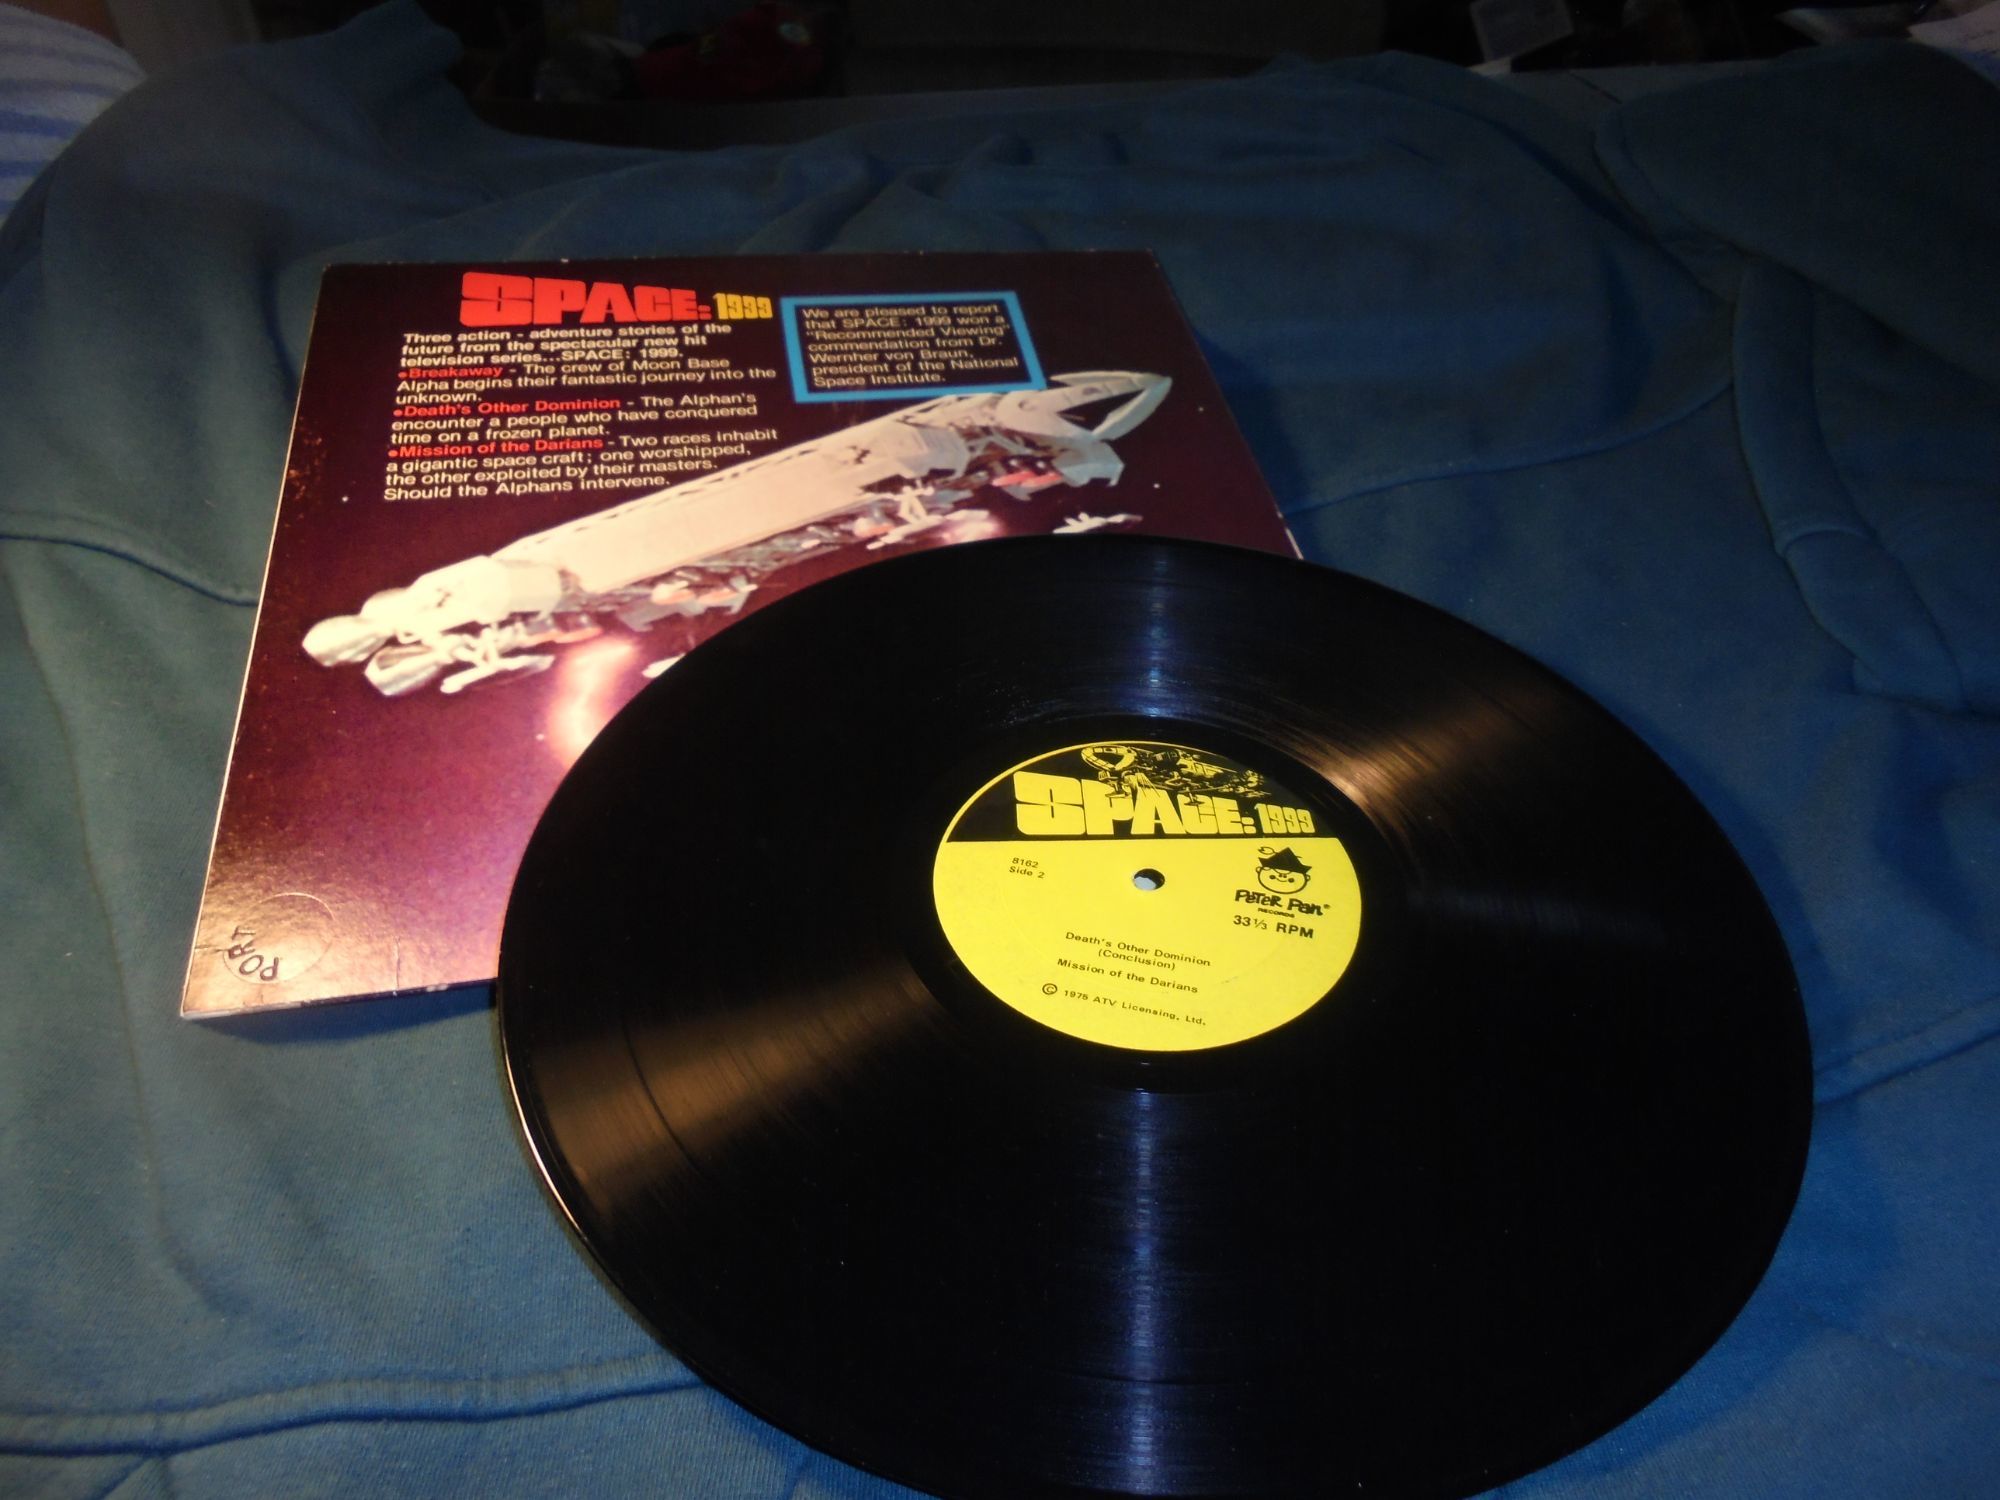 SPACE: 1999
Three action - adventure stories of the
future from the spectacular new hit
television series...SPACE: 1999.
•Breakaway - The crew of Moon Base
Alpha begins their fantastic journey into the
unknown.
•Death's Other Dominion - The Alphan's
encounter a people who have conquered
time on a frozen planet.
•Mission of the Darians - Two races inhabit
a gigantic space craft; one worshipped,
the other exploited by their masters.
Should the Alphans intervene.
We are pleased to report
that SPACE: 1999 won a
"Recommended Viewing"
commendation from Dr.
Wernher von Braun,
president of the National
Space Institute.
PORT
SPACE: 1999
8162
Side 2
Peter Pan®
RECORDS
33⅓ RPM
Death's Other Dominion
(Conclusion)
Mission of the Darians
© 1975 ATV Licensing, Ltd.